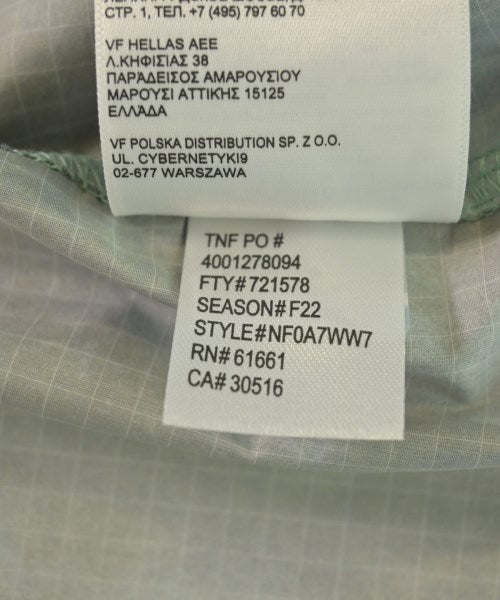 СТР. 1, ТЕЛ. +7 (495) 797 60 70
VF HELLAS AEE
Λ.ΚΗΦΙΣΙΑΣ 38
ΠΑΡΑΔΕΙΣΟΣ ΑΜΑΡΟΥΣΙΟΥ
ΜΑΡΟΥΣΙ ΑΤΤΙΚΗΣ 15125
ΕΛΛΑΔΑ
VF POLSKA DISTRIBUTION SP. Z O.O.
UL. CYBERNETYKI9
02-677 WARSZAWA
TNF PO #
4001278094
FTY# 721578
SEASON# F22
STYLE#NF0A7WW7
RN# 61661
CA# 30516